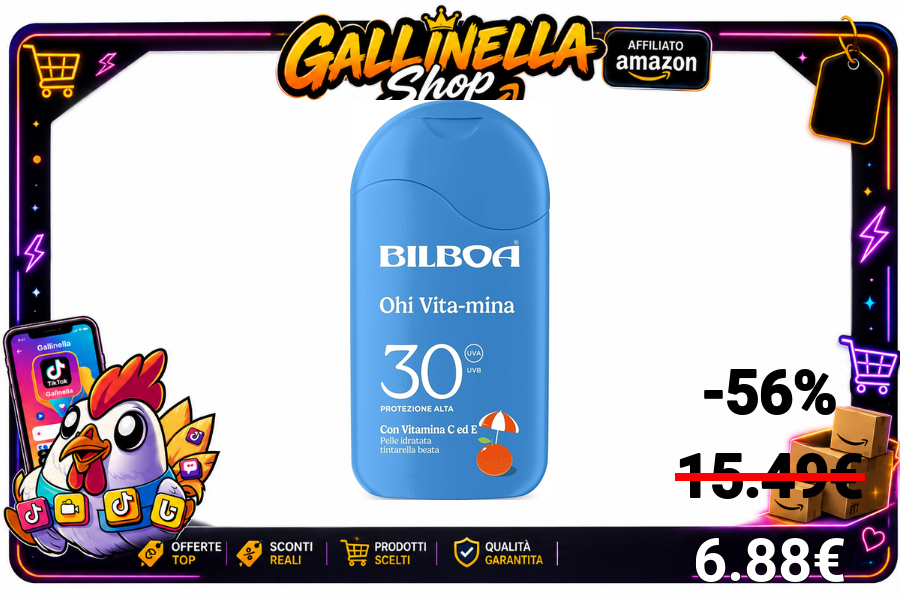 GALLINELLA
Shop
AFFILIATO
amazon
BILBOA®
Ohi Vita-mina
30
UVA
UVB
PROTEZIONE ALTA
Con Vitamina C ed E
Pelle idratata
tintarella beata
Gallinella
TikTok
Gallinella
-56%
15.49€
6.88€
OFFERTE
TOP
SCONTI
REALI
PRODOTTI
SCELTI
QUALITÀ
GARANTITA